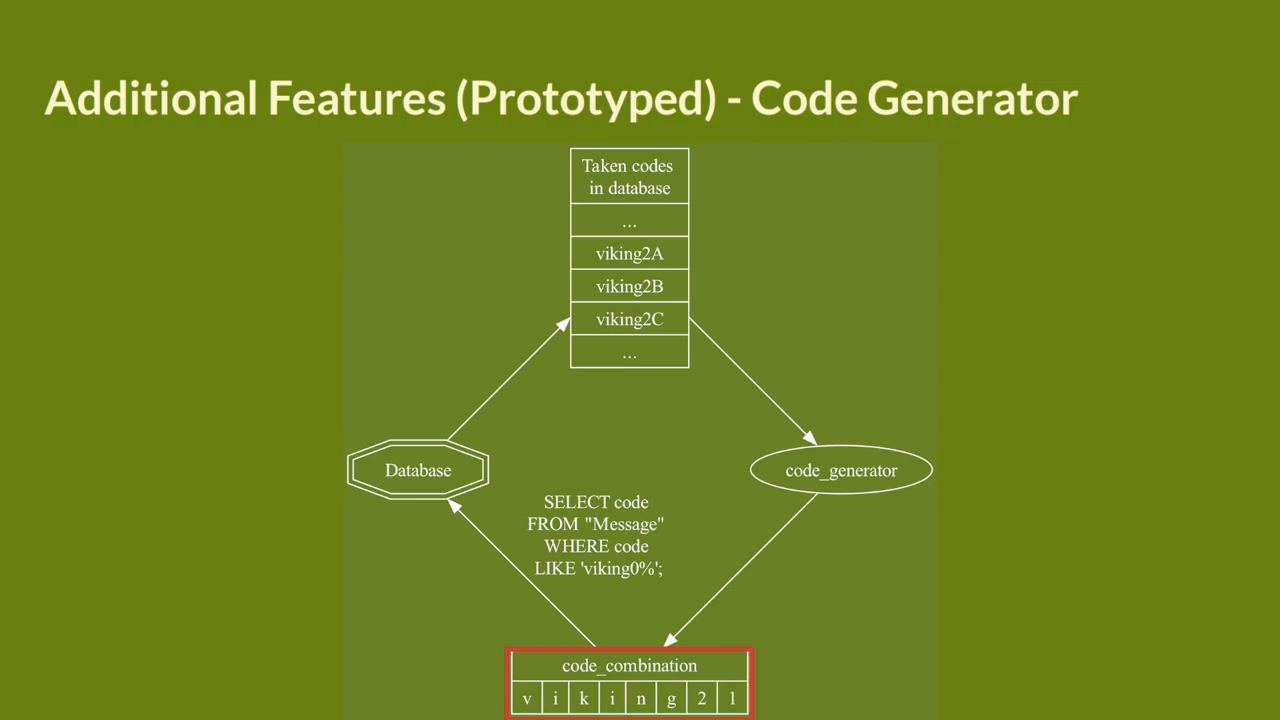 Additional Features (Prototyped) - Code Generator
Taken codes
in database
...
viking2A
viking2B
viking2C
...
Database
code_generator
SELECT code
FROM "Message"
WHERE code
LIKE 'viking0%';
code_combination
v i k i n g 2 1